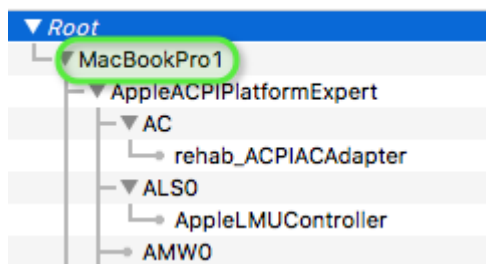 Root
MacBookPro1
AppleACPIPlatformExpert
AC
rehab_ACPIACAdapter
ALS0
AppleLMUController
AMW0